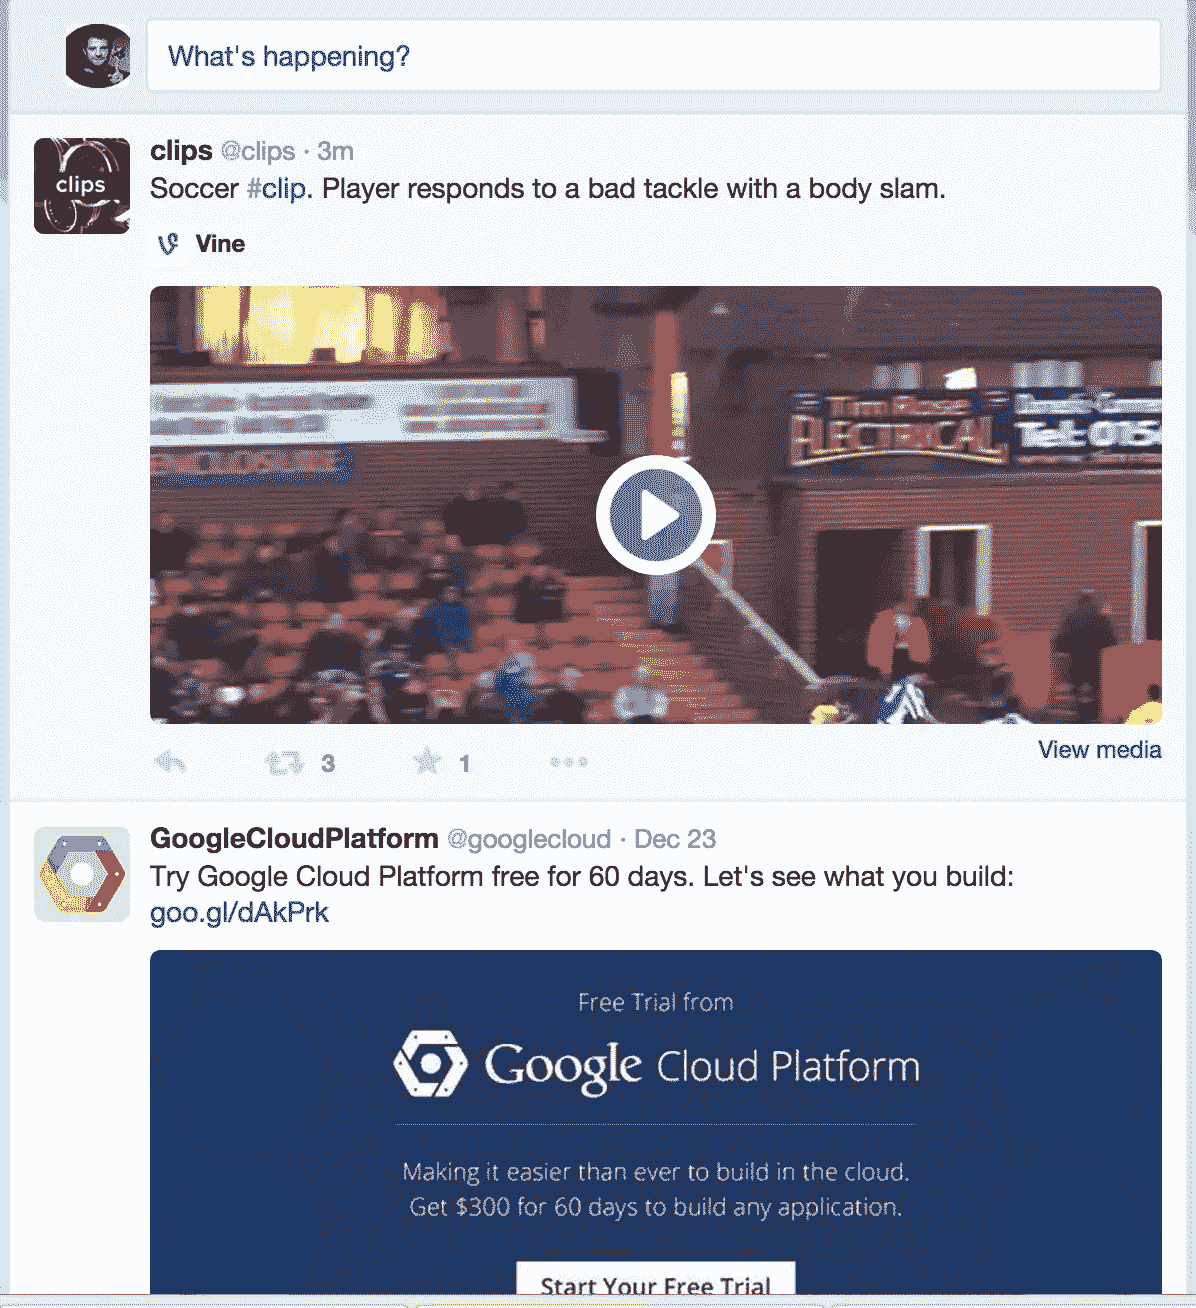 What's happening?
clips @clips · 3m
clips
Soccer #clip. Player responds to a bad tackle with a body slam.
Vine
ENCLOSURE
ELECTRICAL
Tel: 0154
3
1
View media
GoogleCloudPlatform @googlecloud · Dec 23
Try Google Cloud Platform free for 60 days. Let's see what you build:
goo.gl/dAkPrk
Free Trial from
Google Cloud Platform
Making it easier than ever to build in the cloud.
Get $300 for 60 days to build any application.
Start Your Free Trial